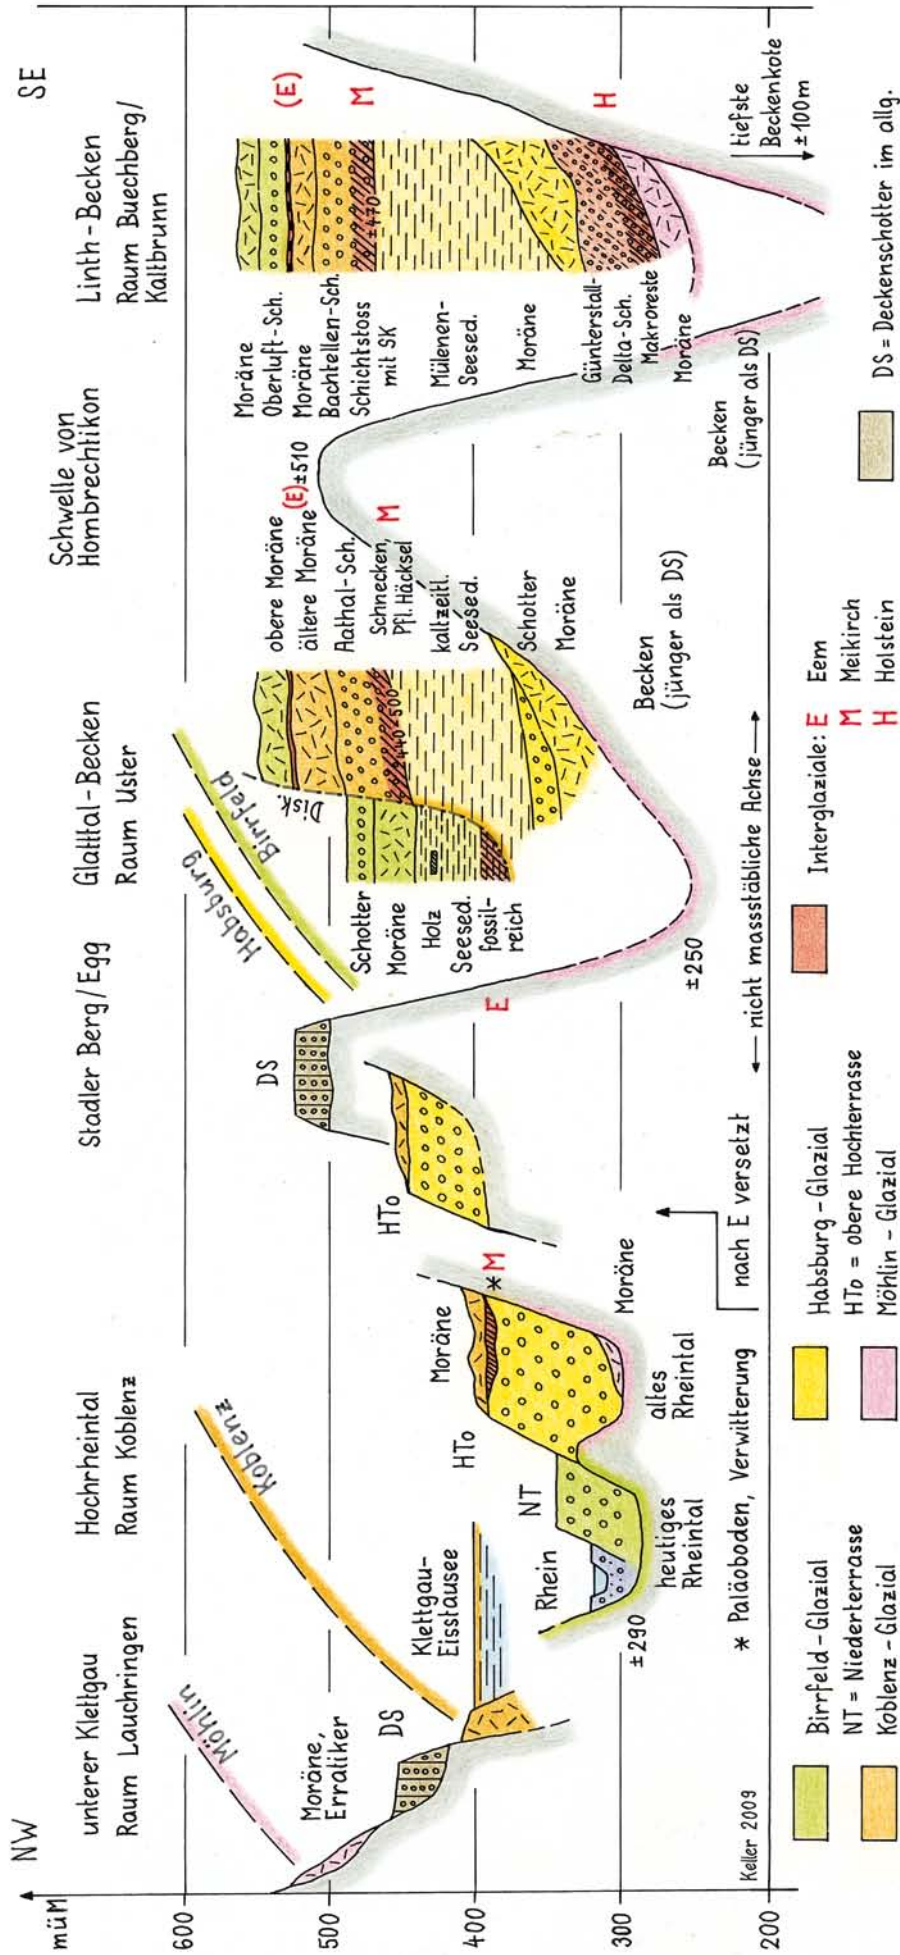 NW
SE
müM
600
500
400
300
200
unterer Klettgau
Raum Lauchringen
Hochrheintal
Raum Koblenz
Stadler Berg/Egg
Glatttal-Becken
Raum Uster
Schwelle von
Hombrechtikon
Linth-Becken
Raum Buechberg/
Kaltbrunn
Möhlin
Moräne,
Erratiker
DS
Koblenz
Klettgau-
Eisstausee
Rhein
NT
HTo
Moräne
*M
±290
heutiges
Rheintal
altes
Rheintal
Moräne
nach E versetzt
* Paläoboden, Verwitterung
Keller 2009
HTo
DS
Habsburg
Birrfeld
E
±250
Schotter
Moräne
Holz
Seesed.
fossil-
reich
Disk.
440-500
obere Moräne
ältere Moräne
(E)
±510
Aathal-Sch.
Schnecken,
Pfl. Häcksel
M
kaltzeitl.
Seesed.
Schotter
Moräne
Becken
(jünger als DS)
← nicht massstäbliche Achse →
Moräne
Oberluft-Sch.
Moräne
Bachtellen-Sch.
Schichtstoss
mit SK
±470
Mülenen-
Seesed.
Moräne
Günterstall-
Delta-Sch.
Makroreste
Moräne
Becken
(jünger als DS)
(E)
M
H
tiefste
Beckenkote
±100m
Birrfeld-Glazial
NT = Niederterrasse
Koblenz-Glazial
Habsburg-Glazial
HTo = obere Hochterrasse
Möhlin-Glazial
Interglaziale: E Eem
M Meikirch
H Holstein
DS = Deckenschotter im allg.